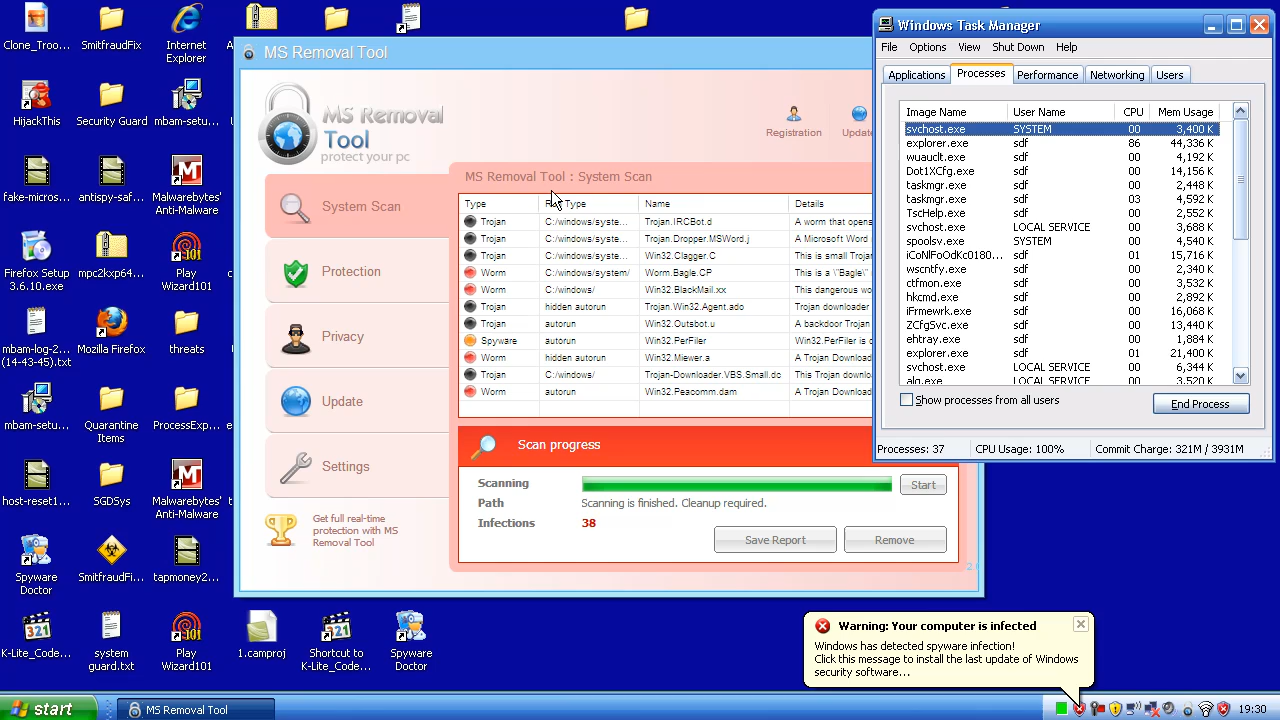 Clone_Troo...
SmitfraudFix
Internet
Explorer
HijackThis
Security Guard
mbam-setu...
fake-micros...
antispy-saf...
Malwarebytes'
Anti-Malware
Firefox Setup
3.6.10.exe
mpc2kxp64...
Play
Wizard101
mbam-log-2...
(14-43-45).txt
Mozilla Firefox
threats
mbam-setu...
Quarantine
Items
ProcessExp...
host-reset1...
SGDSys
Malwarebytes'
Anti-Malware
Spyware
Doctor
SmitfraudFi...
tapmoney2...
K-Lite_Code...
system
guard.txt
Play
Wizard101
1.camproj
Shortcut to
K-Lite_Code...
Spyware
Doctor
MS Removal Tool
MS Removal
Tool
protect your pc
Registration
Update
System Scan
Protection
Privacy
Update
Settings
Get full real-time
protection with MS
Removal Tool
MS Removal Tool : System Scan
Type Name Details
Trojan C:/windows/syste... Trojan.IRCBot.d A worm that opens
Trojan C:/windows/syste... Trojan.Dropper.MSWord.j A Microsoft Word
Trojan C:/windows/syste... Win32.Clagger.C This is small Trojan
Worm C:/windows/system/ Worm.Bagle.CP This is a \"Bagle\"
Worm C:/windows/ Win32.BlackMail.xx This dangerous wo
Trojan hidden autorun Trojan.Win32.Agent.ado Trojan downloader
Trojan autorun Win32.Outsbot.u A backdoor Trojan
Spyware autorun Win32.PerFiler Win32.PerFiler is
Worm hidden autorun Win32.Miewer.a A Trojan Download
Trojan C:/windows/ Trojan-Downloader.VBS.Small.dc This Trojan downlo
Worm autorun Win32.Peacomm.dam A Trojan Download
Scan progress
Scanning
Start
Path Scanning is finished. Cleanup required.
Infections 38
Save Report Remove
Windows Task Manager
File Options View Shut Down Help
Applications Processes Performance Networking Users
Image Name User Name CPU Mem Usage
svchost.exe SYSTEM 00 3,400 K
explorer.exe sdf 86 44,336 K
wuauclt.exe sdf 00 4,192 K
Dot1XCfg.exe sdf 00 14,156 K
taskmgr.exe sdf 00 2,448 K
taskmgr.exe sdf 03 4,592 K
TscHelp.exe sdf 00 2,552 K
svchost.exe LOCAL SERVICE 00 3,688 K
spoolsv.exe SYSTEM 00 4,540 K
iCoNlFoOdKc0180... sdf 01 15,716 K
wscntfy.exe sdf 00 2,340 K
ctfmon.exe sdf 00 3,652 K
hkcmd.exe sdf 00 3,892 K
iFrmewrk.exe sdf 00 16,068 K
ZCfgSvc.exe sdf 00 13,440 K
ehtray.exe sdf 00 1,884 K
explorer.exe sdf 01 21,400 K
svchost.exe LOCAL SERVICE 00 5,344 K
alg.exe LOCAL SERVICE 00
Show processes from all users
End Process
Processes: 37 CPU Usage: 100% Commit Charge: 321M / 3931M
Warning: Your computer is infected
Windows has detected spyware infection!
Click this message to install the last update of Windows
security software...
start
MS Removal Tool
19:30